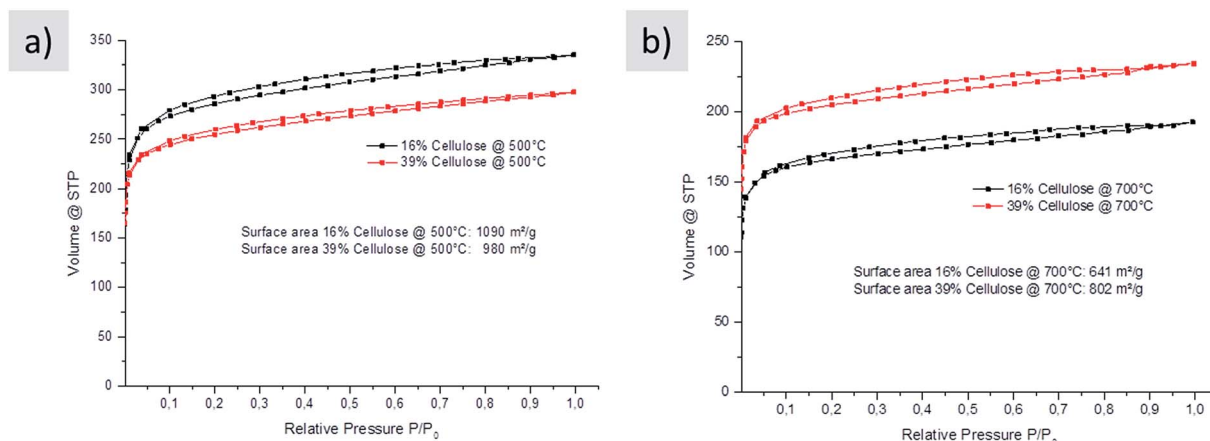 a)
350
300
250
200
150
100
50
0
Volume @ STP
16% Cellulose @ 500°C
39% Cellulose @ 500°C
Surface area 16% Cellulose @ 500°C: 1090 m²/g
Surface area 39% Cellulose @ 500°C: 980 m²/g
0,1 0,2 0,3 0,4 0,5 0,6 0,7 0,8 0,9 1,0
Relative Pressure P/P₀
b)
250
200
150
100
50
0
Volume @ STP
16% Cellulose @ 700°C
39% Cellulose @ 700°C
Surface area 16% Cellulose @ 700°C: 641 m²/g
Surface area 39% Cellulose @ 700°C: 802 m²/g
0,1 0,2 0,3 0,4 0,5 0,6 0,7 0,8 0,9 1,0
Relative Pressure P/P₀